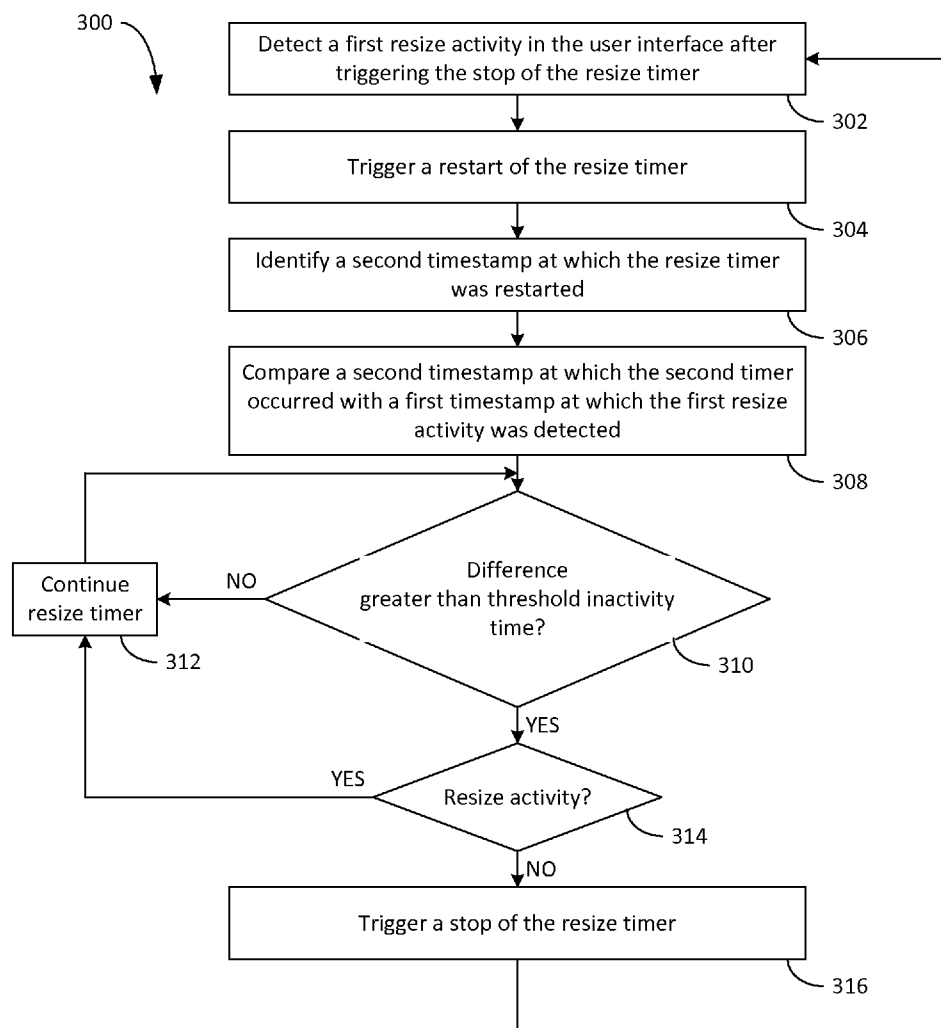 300
Detect a first resize activity in the user interface after
triggering the stop of the resize timer
302
Trigger a restart of the resize timer
304
Identify a second timestamp at which the resize timer
was restarted
306
Compare a second timestamp at which the second timer
occurred with a first timestamp at which the first resize
activity was detected
308
Difference
greater than threshold inactivity
time?
310
NO
Continue
resize timer
312
YES
Resize activity?
314
YES
NO
Trigger a stop of the resize timer
316